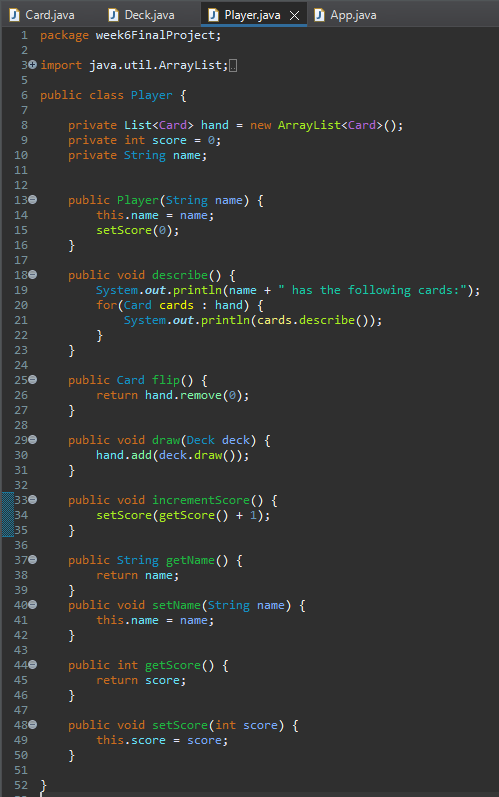 Card.java Deck.java Player.java App.java
1 package week6FinalProject;
2
3 import java.util.ArrayList;
5
6 public class Player {
7
8 private List<Card> hand = new ArrayList<Card>();
9 private int score = 0;
10 private String name;
11
12
13 public Player(String name) {
14 this.name = name;
15 setScore(0);
16 }
17
18 public void describe() {
19 System.out.println(name + " has the following cards:");
20 for(Card cards : hand) {
21 System.out.println(cards.describe());
22 }
23 }
24
25 public Card flip() {
26 return hand.remove(0);
27 }
28
29 public void draw(Deck deck) {
30 hand.add(deck.draw());
31 }
32
33 public void incrementScore() {
34 setScore(getScore() + 1);
35 }
36
37 public String getName() {
38 return name;
39 }
40 public void setName(String name) {
41 this.name = name;
42 }
43
44 public int getScore() {
45 return score;
46 }
47
48 public void setScore(int score) {
49 this.score = score;
50 }
51
52 }